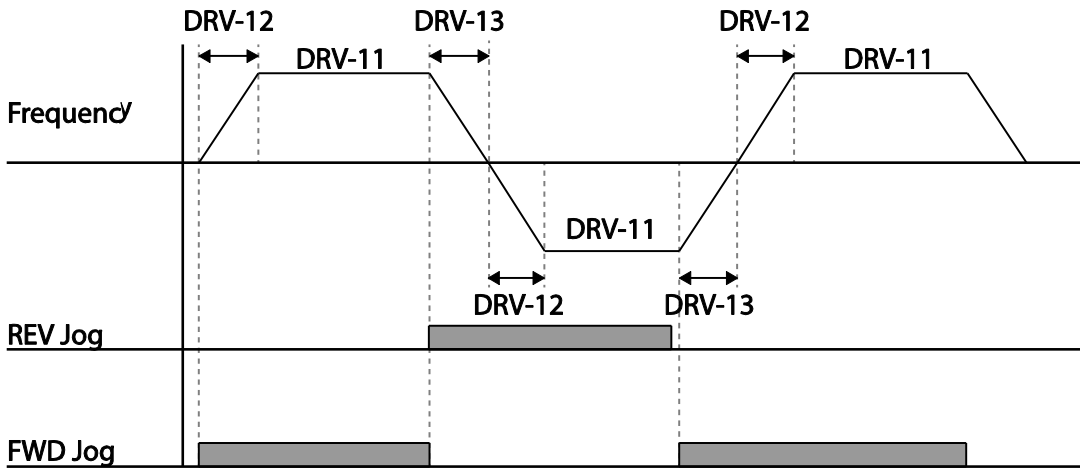 DRV-12 DRV-13 DRV-12
DRV-11 DRV-11
Frequency
DRV-11
DRV-12 DRV-13
REV Jog
FWD Jog